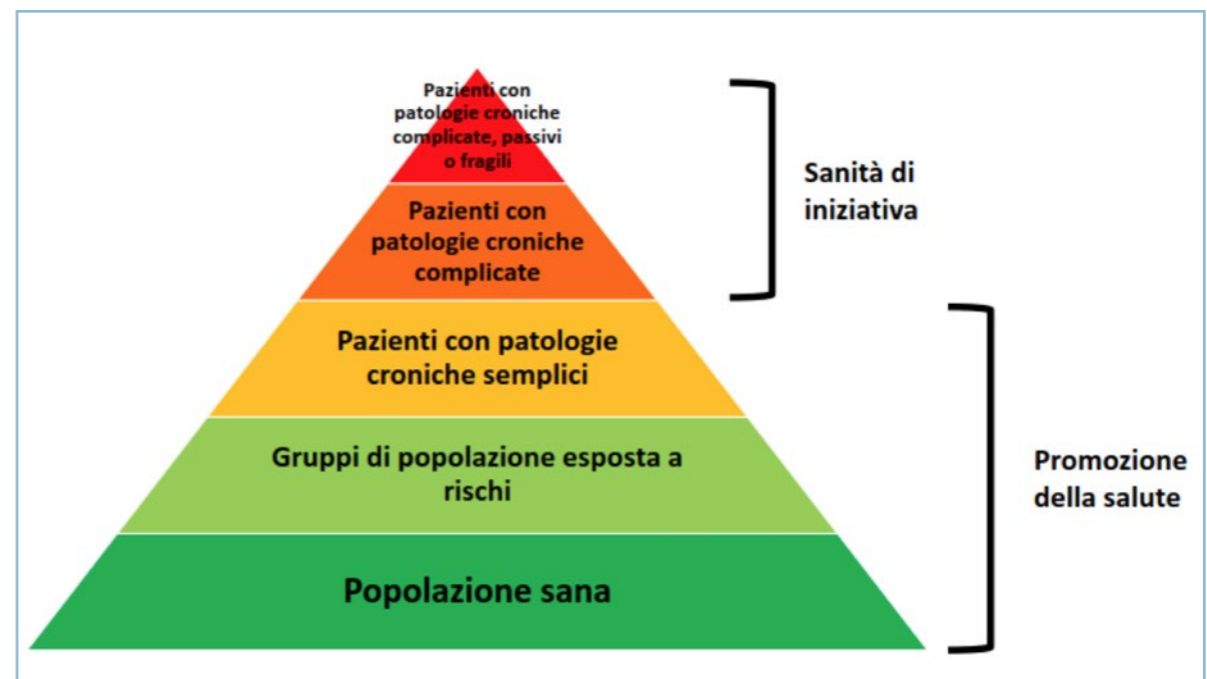 Pazienti con
patologie croniche
complicate, passivi
o fragili
Pazienti con
patologie croniche
complicate
Pazienti con patologie
croniche semplici
Gruppi di popolazione esposta a
rischi
Popolazione sana
Sanità di
iniziativa
Promozione
della salute